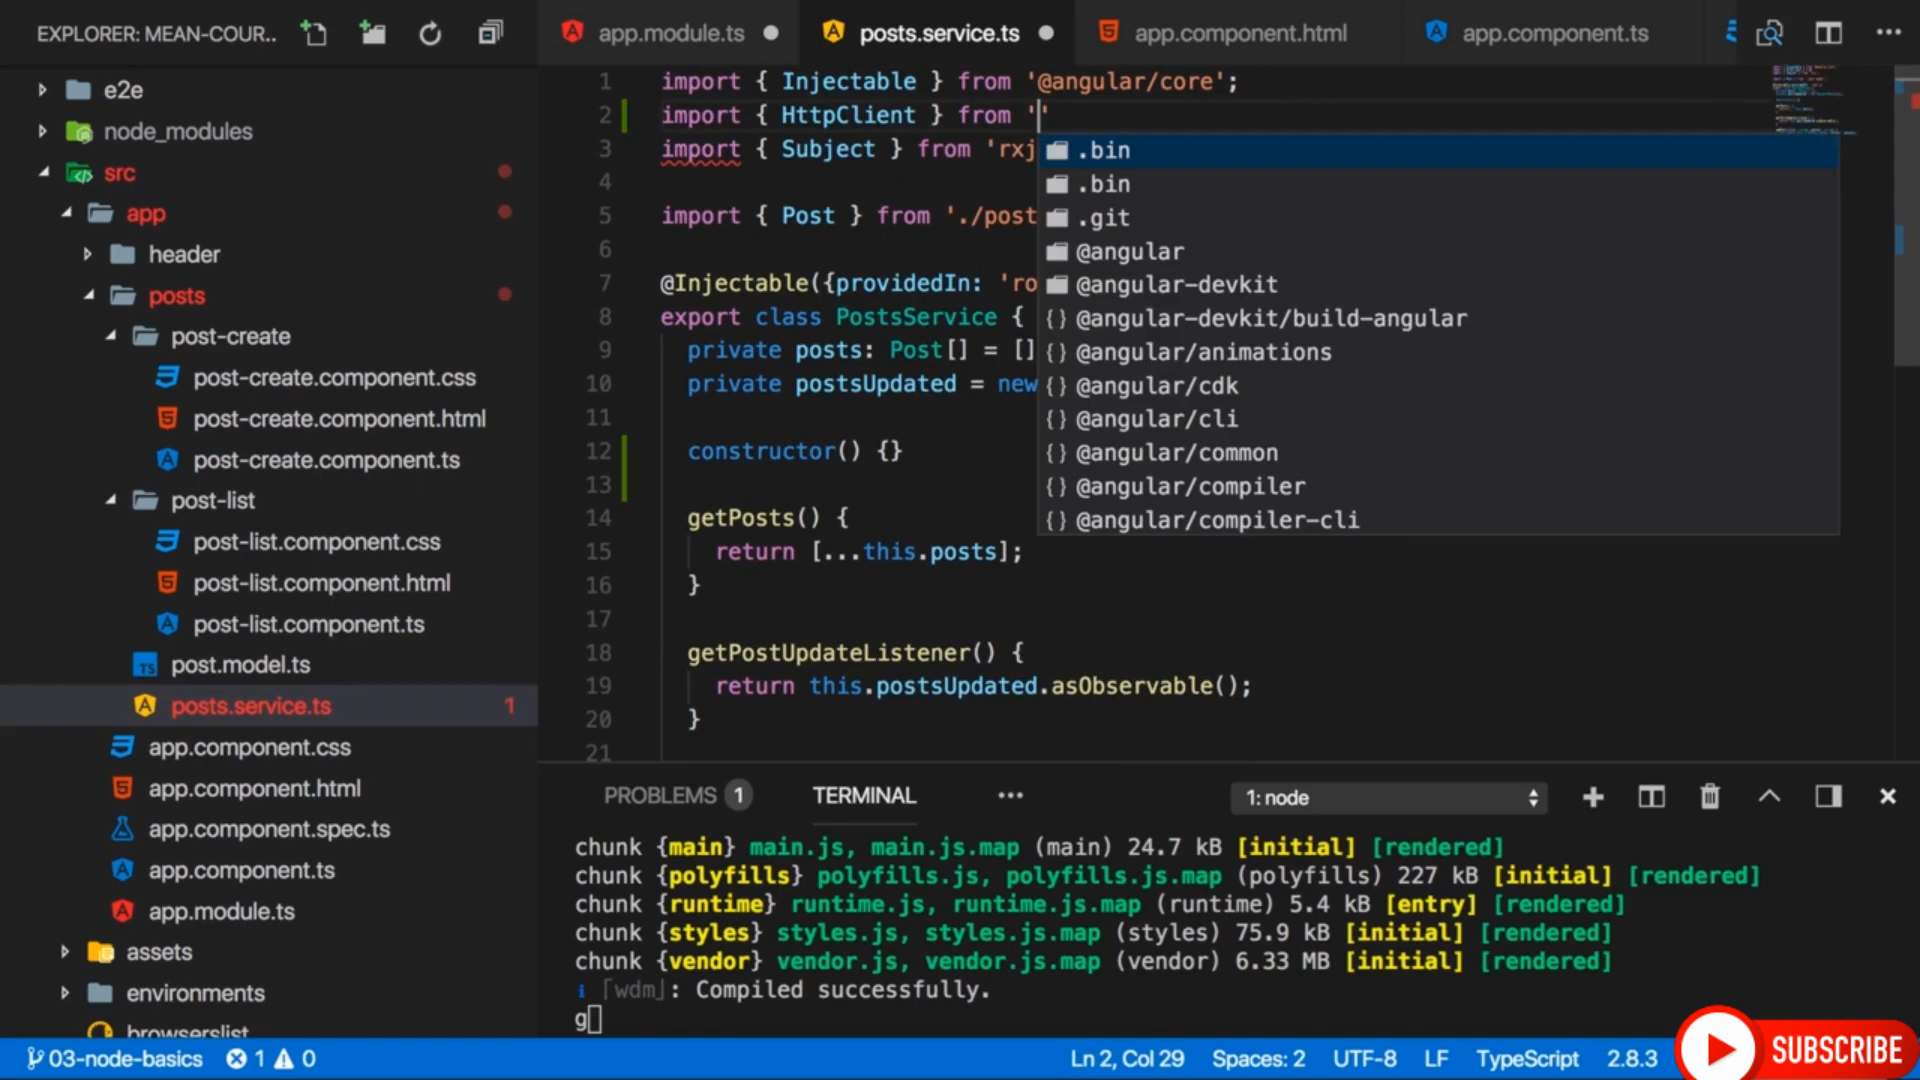 EXPLORER: MEAN-COUR...
e2e
node_modules
src
app
header
posts
post-create
post-create.component.css
post-create.component.html
post-create.component.ts
post-list
post-list.component.css
post-list.component.html
post-list.component.ts
post.model.ts
posts.service.ts 1
app.component.css
app.component.html
app.component.spec.ts
app.component.ts
app.module.ts
assets
environments
browserslist
app.module.ts posts.service.ts app.component.html app.component.ts
1 import { Injectable } from '@angular/core';
2 import { HttpClient } from ''
3 import { Subject } from 'rxj
4
5 import { Post } from './post
6
7 @Injectable({providedIn: 'ro
8 export class PostsService {
9 private posts: Post[] = []
10 private postsUpdated = new
11
12 constructor() {}
13
14 getPosts() {
15 return [...this.posts];
16 }
17
18 getPostUpdateListener() {
19 return this.postsUpdated.asObservable();
20 }
21
.bin
.bin
.git
@angular
@angular-devkit
{} @angular-devkit/build-angular
{} @angular/animations
{} @angular/cdk
{} @angular/cli
{} @angular/common
{} @angular/compiler
{} @angular/compiler-cli
PROBLEMS 1 TERMINAL ... 1: node
chunk {main} main.js, main.js.map (main) 24.7 kB [initial] [rendered]
chunk {polyfills} polyfills.js, polyfills.js.map (polyfills) 227 kB [initial] [rendered]
chunk {runtime} runtime.js, runtime.js.map (runtime) 5.4 kB [entry] [rendered]
chunk {styles} styles.js, styles.js.map (styles) 75.9 kB [initial] [rendered]
chunk {vendor} vendor.js, vendor.js.map (vendor) 6.33 MB [initial] [rendered]
i ｢wdm｣: Compiled successfully.
g
03-node-basics 1 0 Ln 2, Col 29 Spaces: 2 UTF-8 LF TypeScript 2.8.3
SUBSCRIBE